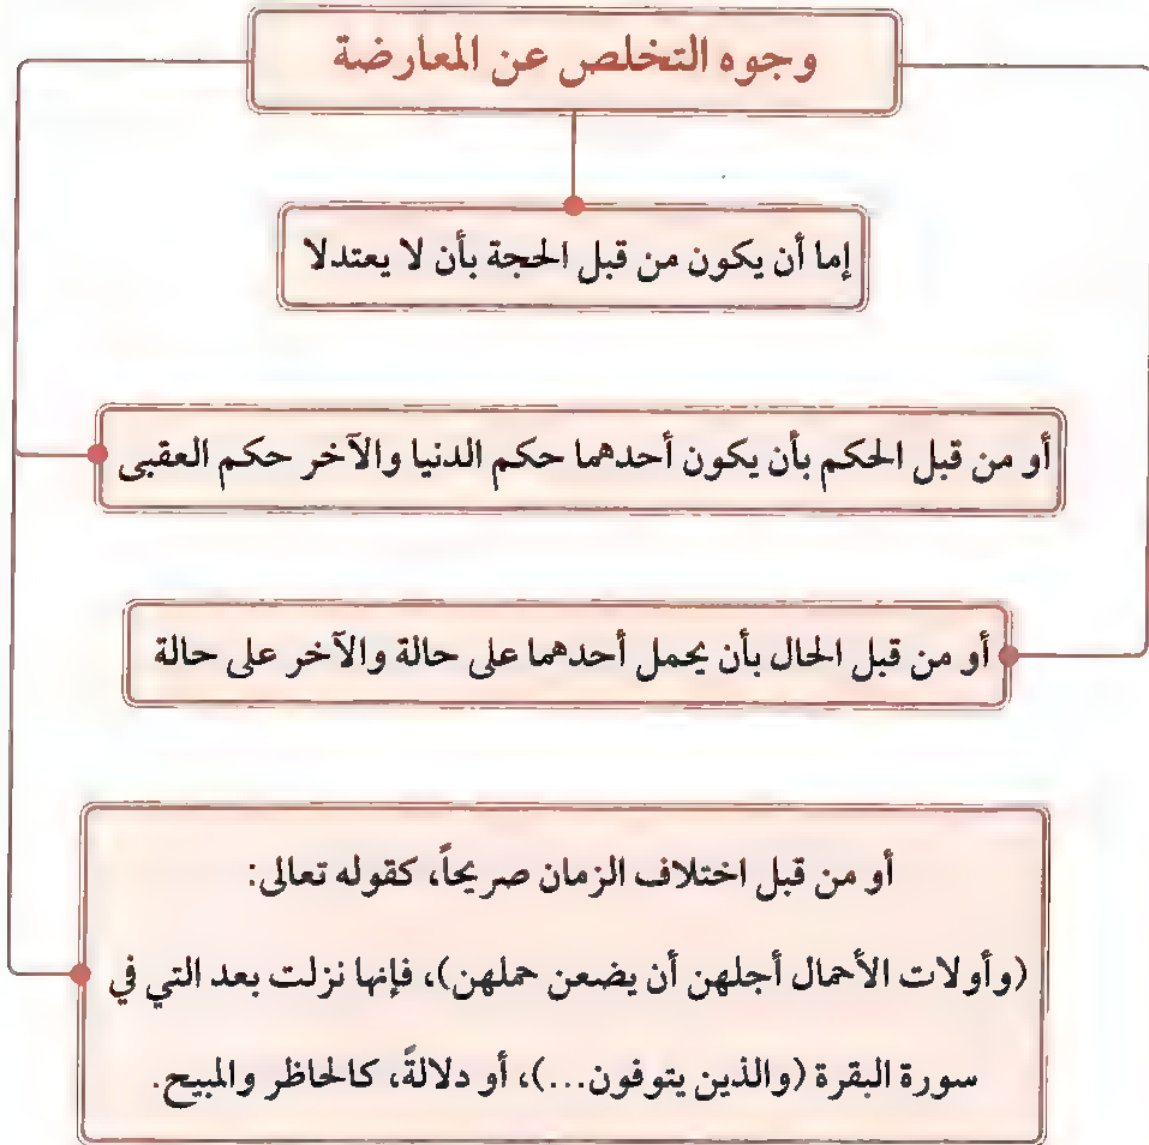 وجوه التخلص عن المعارضة
إما أن يكون من قبل الحجة بأن لا يعتدلا
أو من قبل الحكم بأن يكون أحدهما حكم الدنيا والآخر حكم العقبى
أو من قبل الحال بأن يحمل أحدهما على حالة والآخر على حالة
أو من قبل اختلاف الزمان صريحاً، كقوله تعالى:
(وأولات الأحمال أجلهن أن يضعن حملهن)، فإنها نزلت بعد التي في
سورة البقرة (والذين يتوفون...)، أو دلالةً، كالحاظر والمبيح.